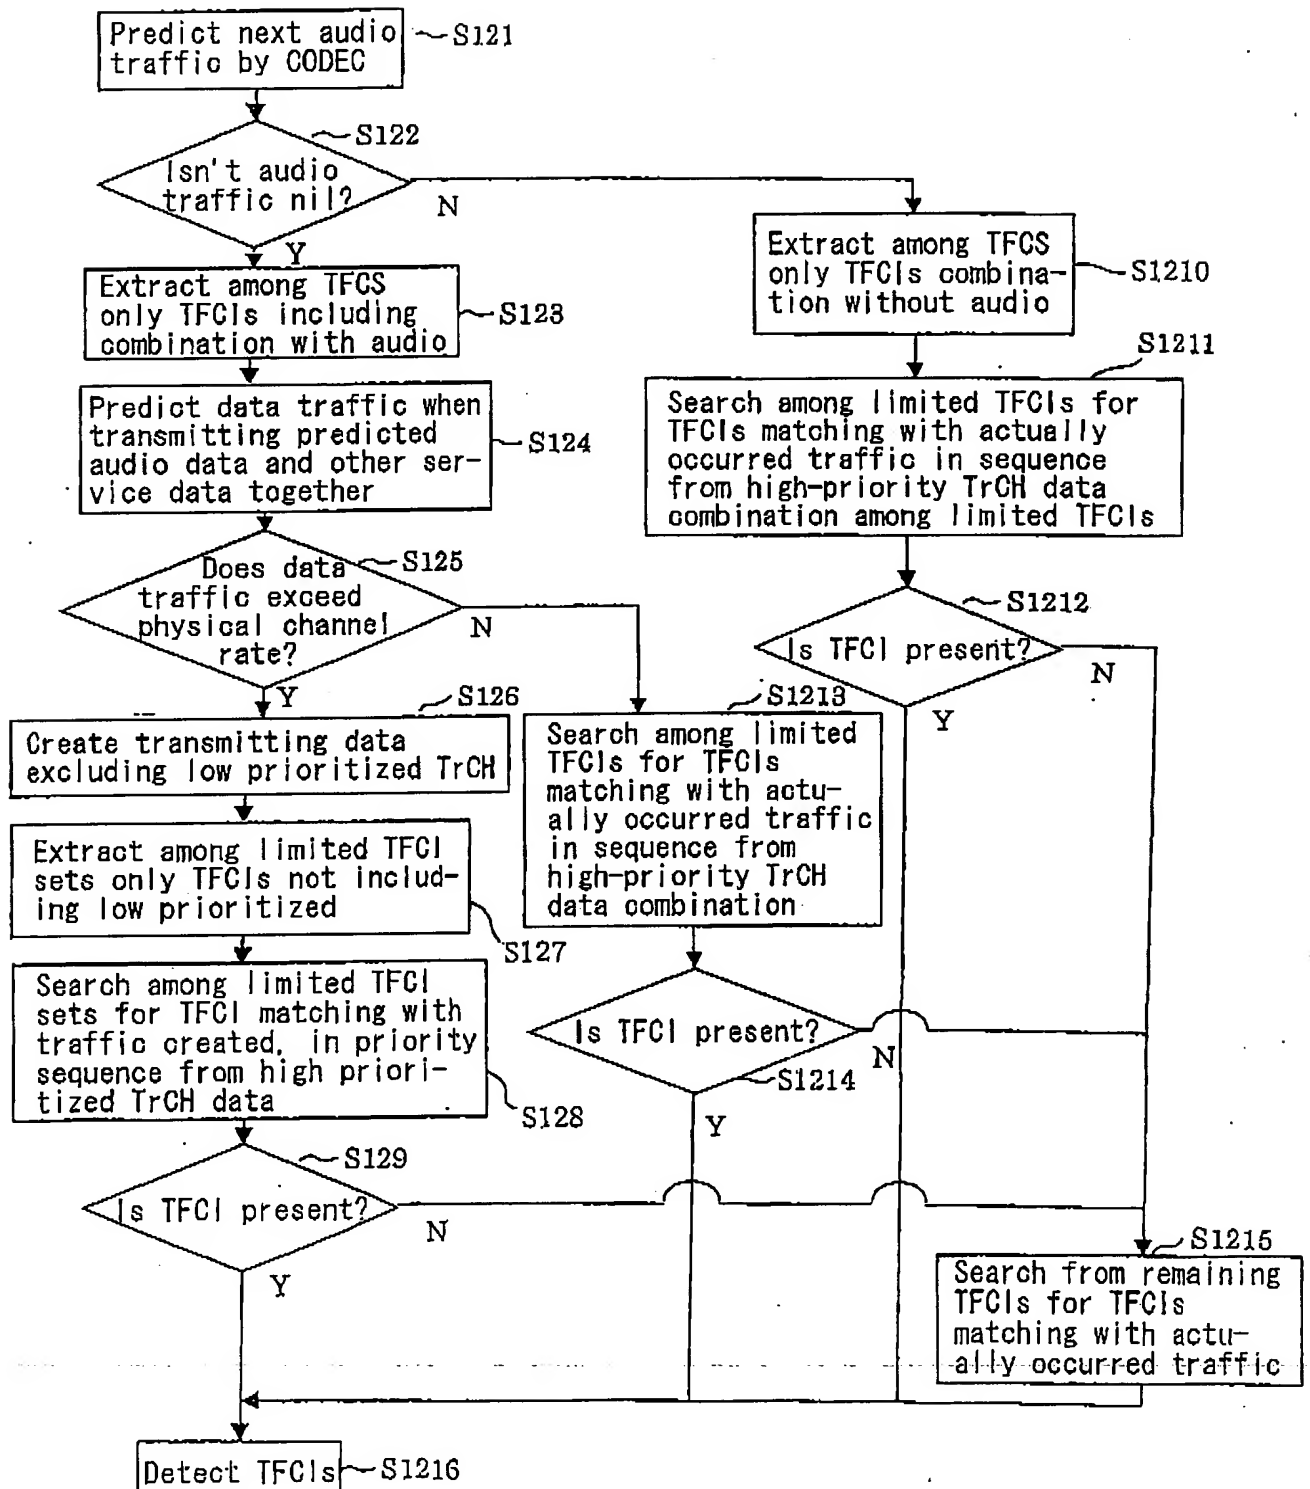 Predict next audio
traffic by CODEC
S121
S122
Isn't audio
traffic nil?
N
Y
Extract among TFCS
only TFCIs including
combination with audio
S123
Extract among TFCS
only TFCIs combina-
tion without audio
S1210
Predict data traffic when
transmitting predicted
audio data and other ser-
vice data together
S124
S1211
Search among limited TFCIs for
TFCIs matching with actually
occurred traffic in sequence
from high-priority TrCH data
combination among limited TFCIs
S125
Does data
traffic exceed
physical channel
rate?
N
Y
S1212
Is TFCI present?
N
Y
S126
Create transmitting data
excluding low prioritized TrCH
S1213
Search among limited
TFCIs for TFCIs
matching with actu-
ally occurred traffic
in sequence from
high-priority TrCH
data combination
Extract among limited TFCI
sets only TFCIs not includ-
ing low prioritized
S127
Search among limited TFCI
sets for TFCI matching with
traffic created, in priority
sequence from high priori-
tized TrCH data
S128
Is TFCI present?
N
S1214
Y
S129
Is TFCI present?
N
Y
S1215
Search from remaining
TFCIs for TFCIs
matching with actu-
ally occurred traffic
Detect TFCIs
S1216